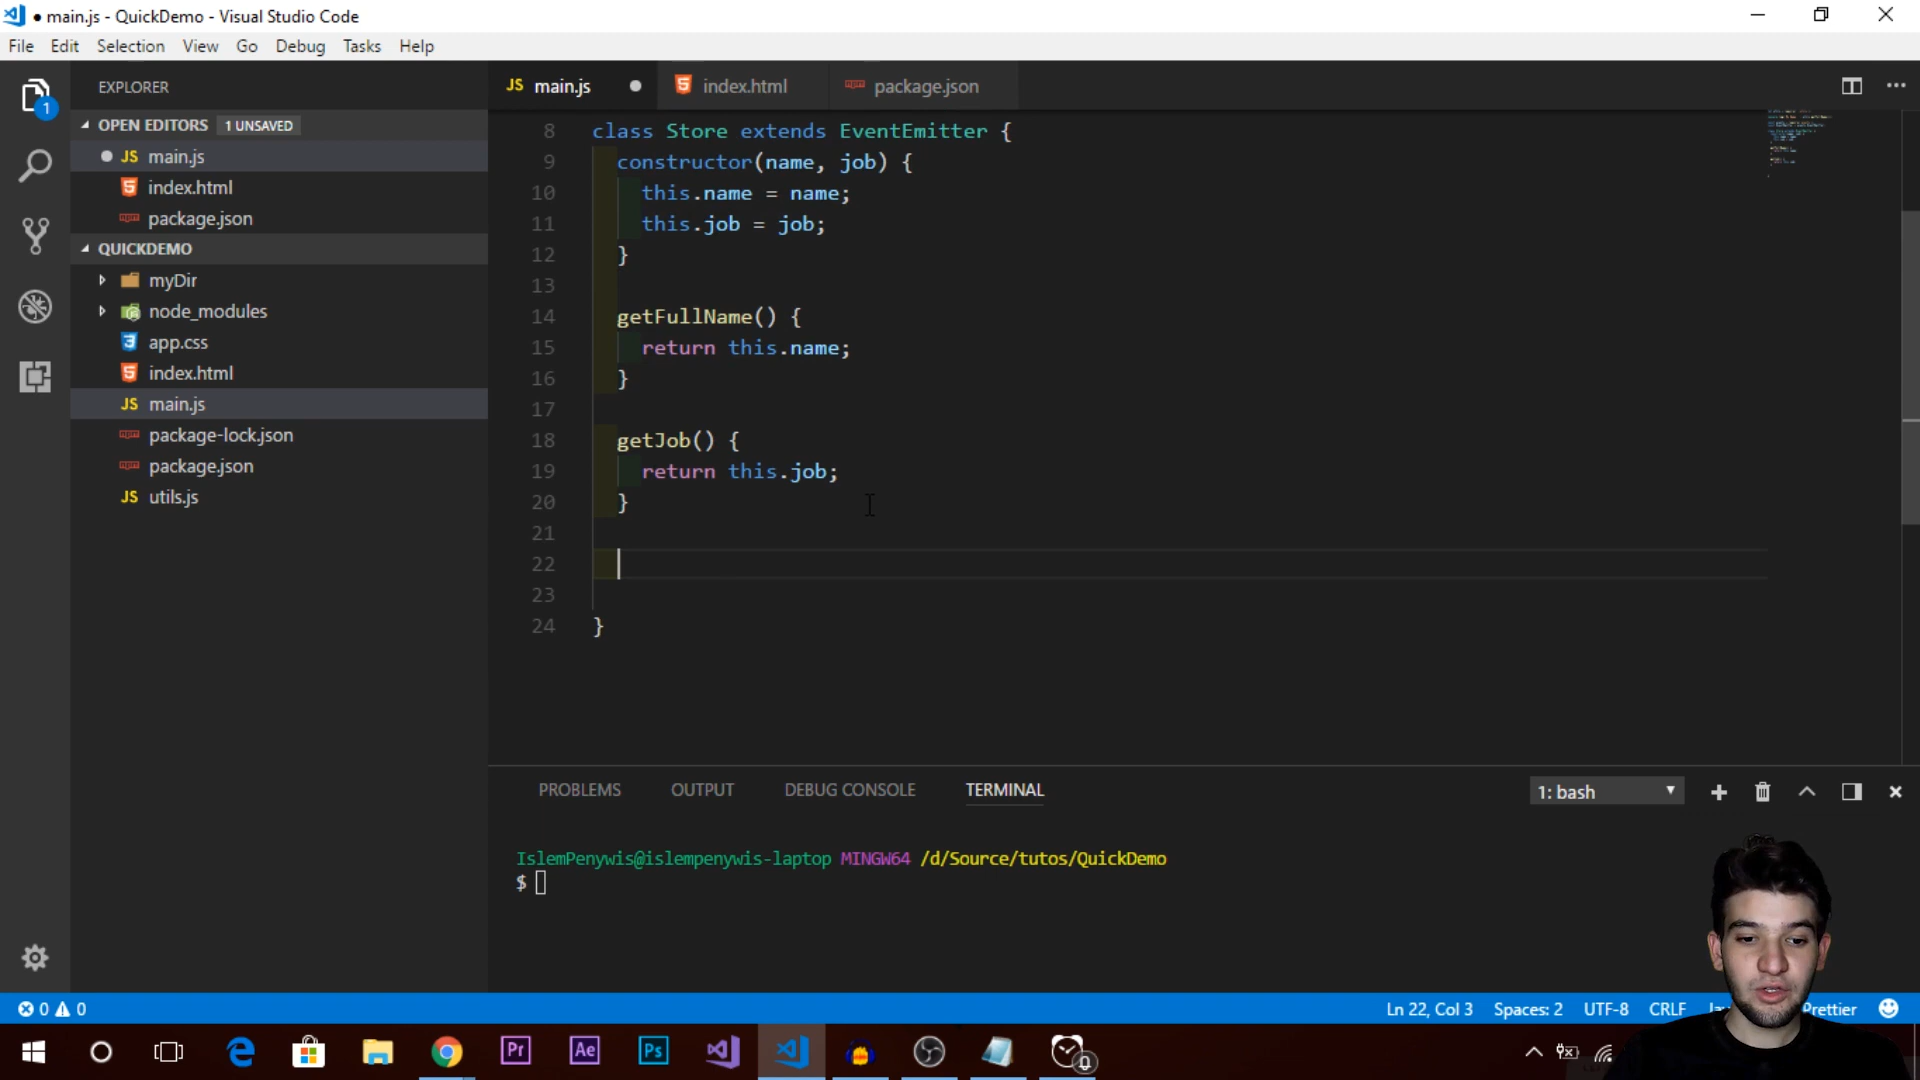 main.js - QuickDemo - Visual Studio Code
File Edit Selection View Go Debug Tasks Help
1
EXPLORER
OPEN EDITORS 1 UNSAVED
JS main.js
index.html
package.json
QUICKDEMO
myDir
node_modules
app.css
index.html
JS main.js
package-lock.json
package.json
JS utils.js
JS main.js index.html package.json
8 class Store extends EventEmitter {
9 constructor(name, job) {
10 this.name = name;
11 this.job = job;
12 }
13
14 getFullName() {
15 return this.name;
16 }
17
18 getJob() {
19 return this.job;
20 }
21
22
23
24 }
PROBLEMS OUTPUT DEBUG CONSOLE TERMINAL 1: bash
IslemPenywis@islempenywis-laptop MINGW64 /d/Source/tutos/QuickDemo
$
0 0 Ln 22, Col 3 Spaces: 2 UTF-8 CRLF Prettier
Pr Ae Ps